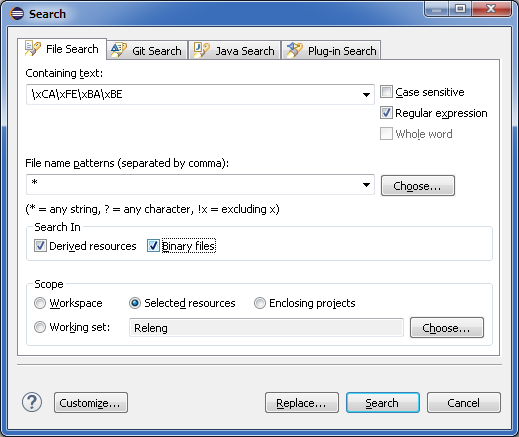 Search
File Search Git Search Java Search Plug-in Search
Containing text:
\xCA\xFE\xBA\xBE
Case sensitive
Regular expression
Whole word
File name patterns (separated by comma):
*
Choose...
(* = any string, ? = any character, !x = excluding x)
Search In
Derived resources Binary files
Scope
Workspace Selected resources Enclosing projects
Working set: Releng Choose...
? Customize... Replace... Search Cancel